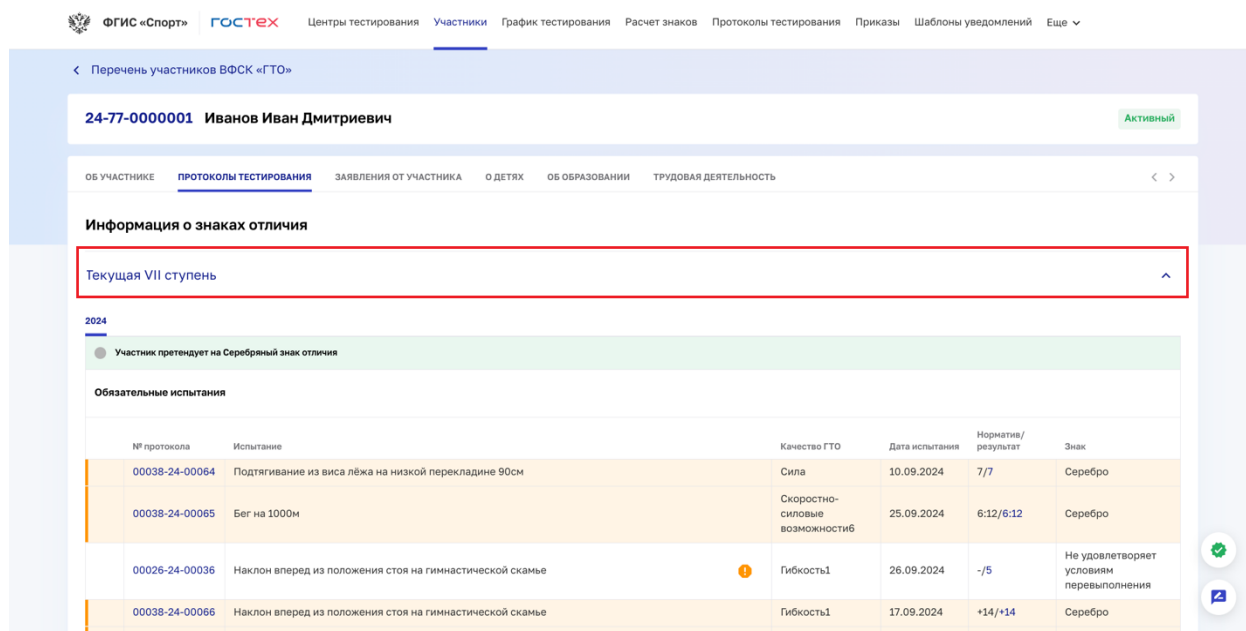 ФГИС «Спорт» ГОСТЕХ Центры тестирования Участники График тестирования Расчет знаков Протоколы тестирования Приказы Шаблоны уведомлений Еще
Перечень участников ВФСК «ГТО»
24-77-0000001 Иванов Иван Дмитриевич Активный
ОБ УЧАСТНИКЕ ПРОТОКОЛЫ ТЕСТИРОВАНИЯ ЗАЯВЛЕНИЯ ОТ УЧАСТНИКА О ДЕТЯХ ОБ ОБРАЗОВАНИИ ТРУДОВАЯ ДЕЯТЕЛЬНОСТЬ
Информация о знаках отличия
Текущая VII ступень
2024
Участник претендует на Серебряный знак отличия
Обязательные испытания
№ протокола Испытание Качество ГТО Дата испытания Норматив/
результат Знак
00038-24-00064 Подтягивание из виса лёжа на низкой перекладине 90см Сила 10.09.2024 7/7 Серебро
00038-24-00065 Бег на 1000м Скоростно-
силовые
возможности6 25.09.2024 6:12/6:12 Серебро
00026-24-00036 Наклон вперед из положения стоя на гимнастической скамье Гибкость1 26.09.2024 -/5 Не удовлетворяет
условиям
перевыполнения
00038-24-00066 Наклон вперед из положения стоя на гимнастической скамье Гибкость1 17.09.2024 +14/+14 Серебро